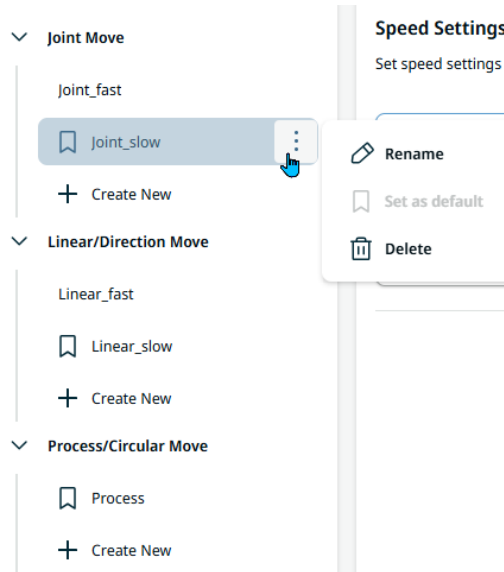 Joint Move
Joint_fast
Joint_slow
Create New
Linear/Direction Move
Linear_fast
Linear_slow
Create New
Process/Circular Move
Process
Create New
Speed Settings
Set speed settings
Rename
Set as default
Delete